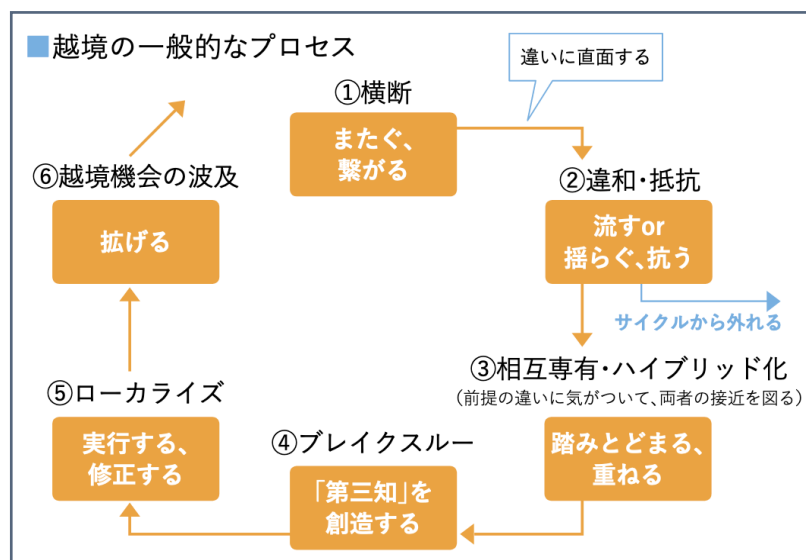 ■越境の一般的なプロセス
違いに直面する
①横断
またぐ、
繋がる
②違和・抵抗
流すor
揺らぐ、抗う
サイクルから外れる
③相互専有・ハイブリッド化
(前提の違いに気がついて、両者の接近を図る)
踏みとどまる、
重ねる
④ブレイクスルー
「第三知」を
創造する
⑤ローカライズ
実行する、
修正する
⑥越境機会の波及
拡げる